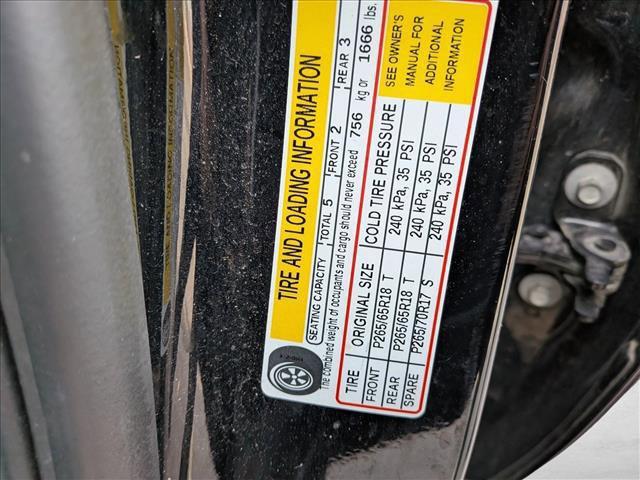 TIRE AND LOADING INFORMATION
SEATING CAPACITY TOTAL 5 FRONT 2 REAR 3
The combined weight of occupants and cargo should never exceed 756 kg or 1666 lbs.
TIRE ORIGINAL SIZE COLD TIRE PRESSURE
FRONT P265/65R18 T 240 kPa, 35 PSI
REAR P265/65R18 T 240 kPa, 35 PSI
SPARE P265/70R17 S 240 kPa, 35 PSI
SEE OWNER'S
MANUAL FOR
ADDITIONAL
INFORMATION